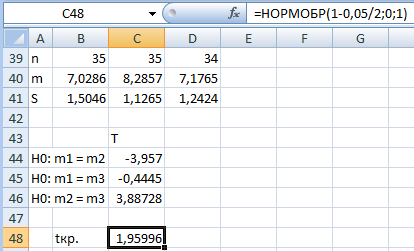 C48 fx =НОРМОБР(1-0,05/2;0;1)
A B C D E F G
39 n 35 35 34
40 m 7,0286 8,2857 7,1765
41 S 1,5046 1,1265 1,2424
42
43 T
44 H0: m1 = m2 -3,957
45 H0: m1 = m3 -0,4445
46 H0: m2 = m3 3,88728
47
48 tкр. 1,95996